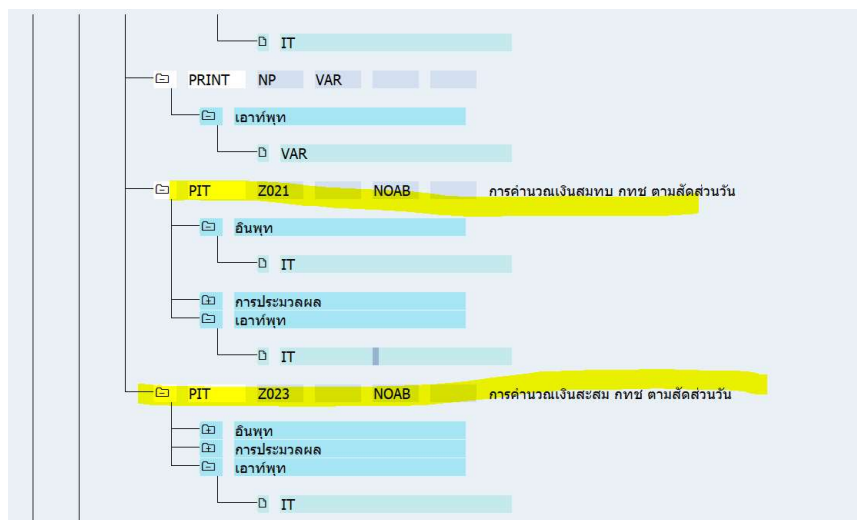 IT
PRINT NP VAR
เอาท์พุท
VAR
PIT Z021 NOAB การคำนวณเงินสมทบ กทช ตามสัดส่วนวัน
อินพุท
IT
การประมวลผล
เอาท์พุท
IT
PIT Z023 NOAB การคำนวณเงินสะสม กทช ตามสัดส่วนวัน
อินพุท
การประมวลผล
เอาท์พุท
IT